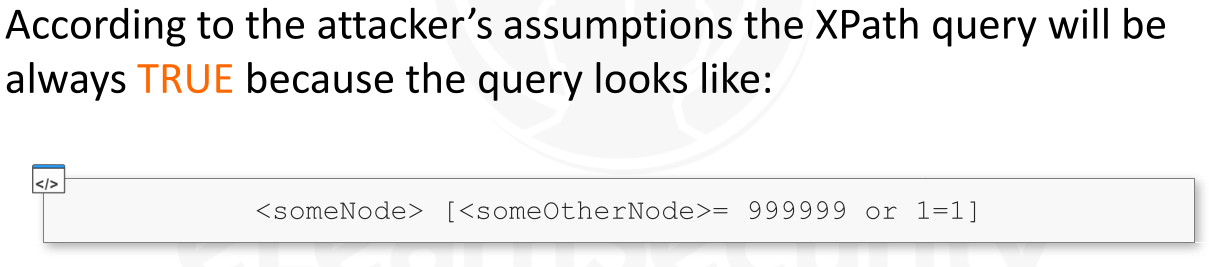 According to the attacker’s assumptions the XPath query will be
always TRUE because the query looks like:
</>
<someNode> [<someOtherNode>= 999999 or 1=1]